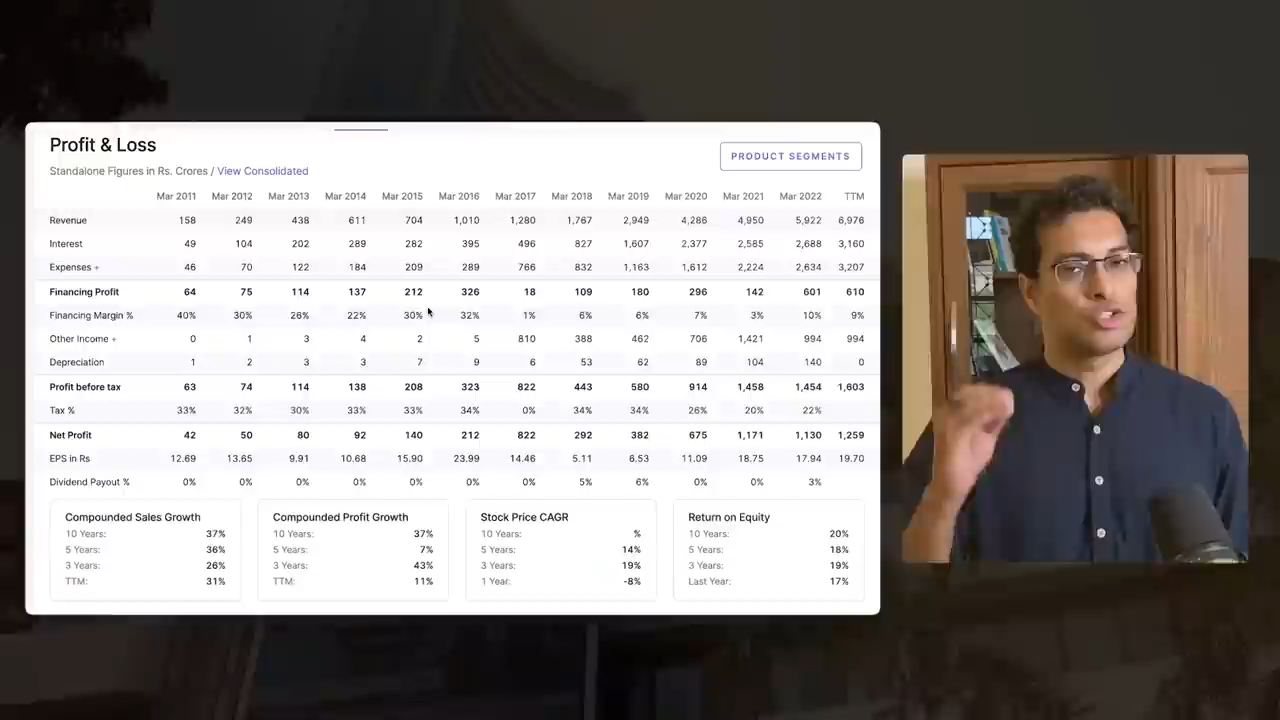 Profit & Loss
PRODUCT SEGMENTS
Standalone Figures in Rs. Crores / View Consolidated
Mar 2011 Mar 2012 Mar 2013 Mar 2014 Mar 2015 Mar 2016 Mar 2017 Mar 2018 Mar 2019 Mar 2020 Mar 2021 Mar 2022 TTM
Revenue 158 249 438 611 704 1,010 1,280 1,767 2,949 4,286 4,950 5,922 6,976
Interest 49 104 202 289 282 395 496 827 1,607 2,377 2,585 2,688 3,160
Expenses + 46 70 122 184 209 289 766 832 1,163 1,612 2,224 2,634 3,207
Financing Profit 64 75 114 137 212 326 18 109 180 296 142 601 610
Financing Margin % 40% 30% 26% 22% 30% 32% 1% 6% 6% 7% 3% 10% 9%
Other Income + 0 1 3 4 2 5 810 388 462 706 1,421 994 994
Depreciation 1 2 3 3 7 9 6 53 62 89 104 140 0
Profit before tax 63 74 114 138 208 323 822 443 580 914 1,458 1,454 1,603
Tax % 33% 32% 30% 33% 33% 34% 0% 34% 34% 26% 20% 22%
Net Profit 42 50 80 92 140 212 822 292 382 675 1,171 1,130 1,259
EPS in Rs 12.69 13.65 9.91 10.68 15.90 23.99 14.46 5.11 6.53 11.09 18.75 17.94 19.70
Dividend Payout % 0% 0% 0% 0% 0% 0% 0% 5% 6% 0% 0% 3%
Compounded Sales Growth
10 Years: 37%
5 Years: 36%
3 Years: 26%
TTM: 31%
Compounded Profit Growth
10 Years: 37%
5 Years: 7%
3 Years: 43%
TTM: 11%
Stock Price CAGR
10 Years: %
5 Years: 14%
3 Years: 19%
1 Year: -8%
Return on Equity
10 Years: 20%
5 Years: 18%
3 Years: 19%
Last Year: 17%